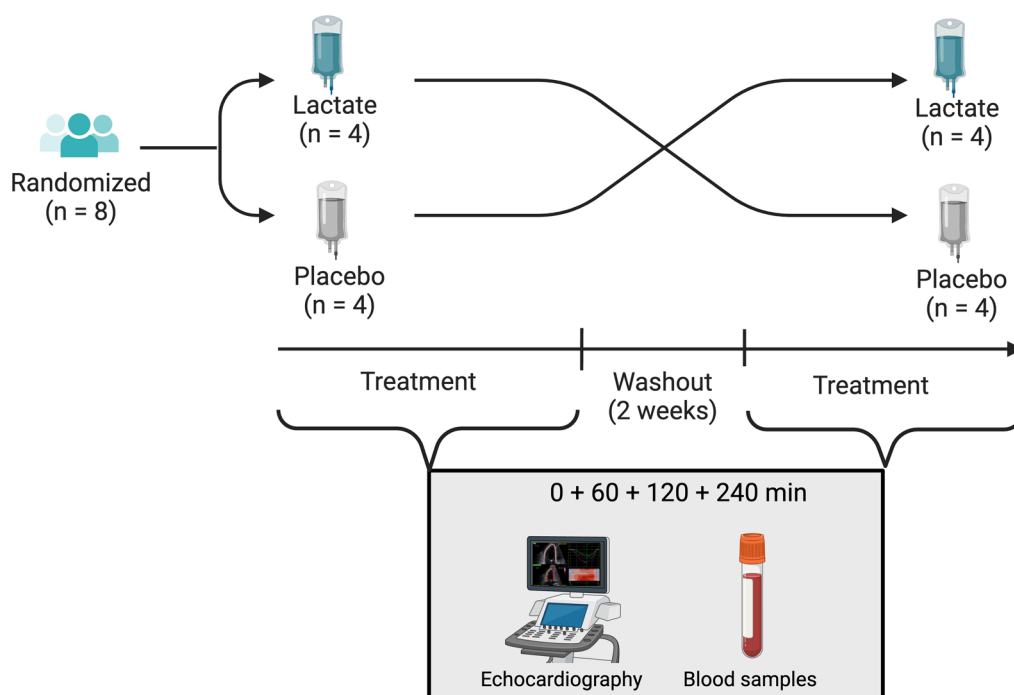 Lactate
(n = 4)
Lactate
(n = 4)
Randomized
(n = 8)
Placebo
(n = 4)
Placebo
(n = 4)
Treatment
Washout
(2 weeks)
Treatment
0 + 60 + 120 + 240 min
Echocardiography
Blood samples